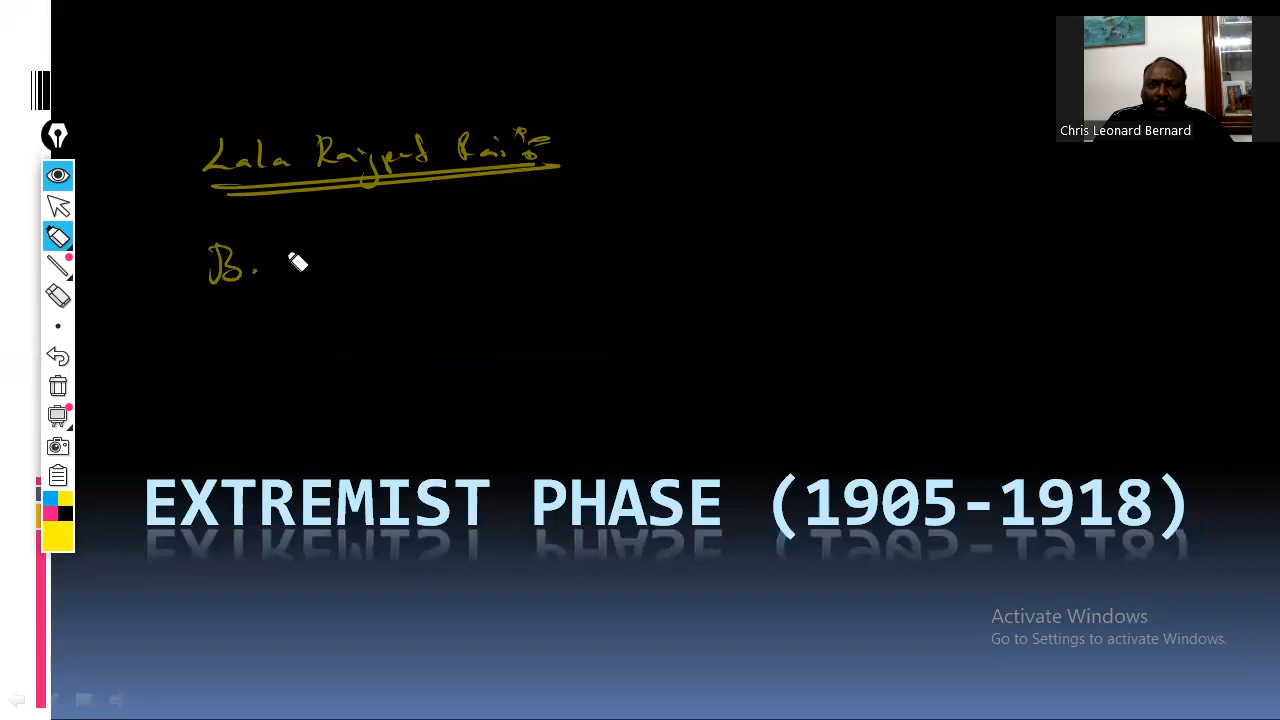 Chris Leonard Bernard
Lala Rajpat Rai
B.
EXTREMIST PHASE (1905-1918)
Activate Windows
Go to Settings to activate Windows.